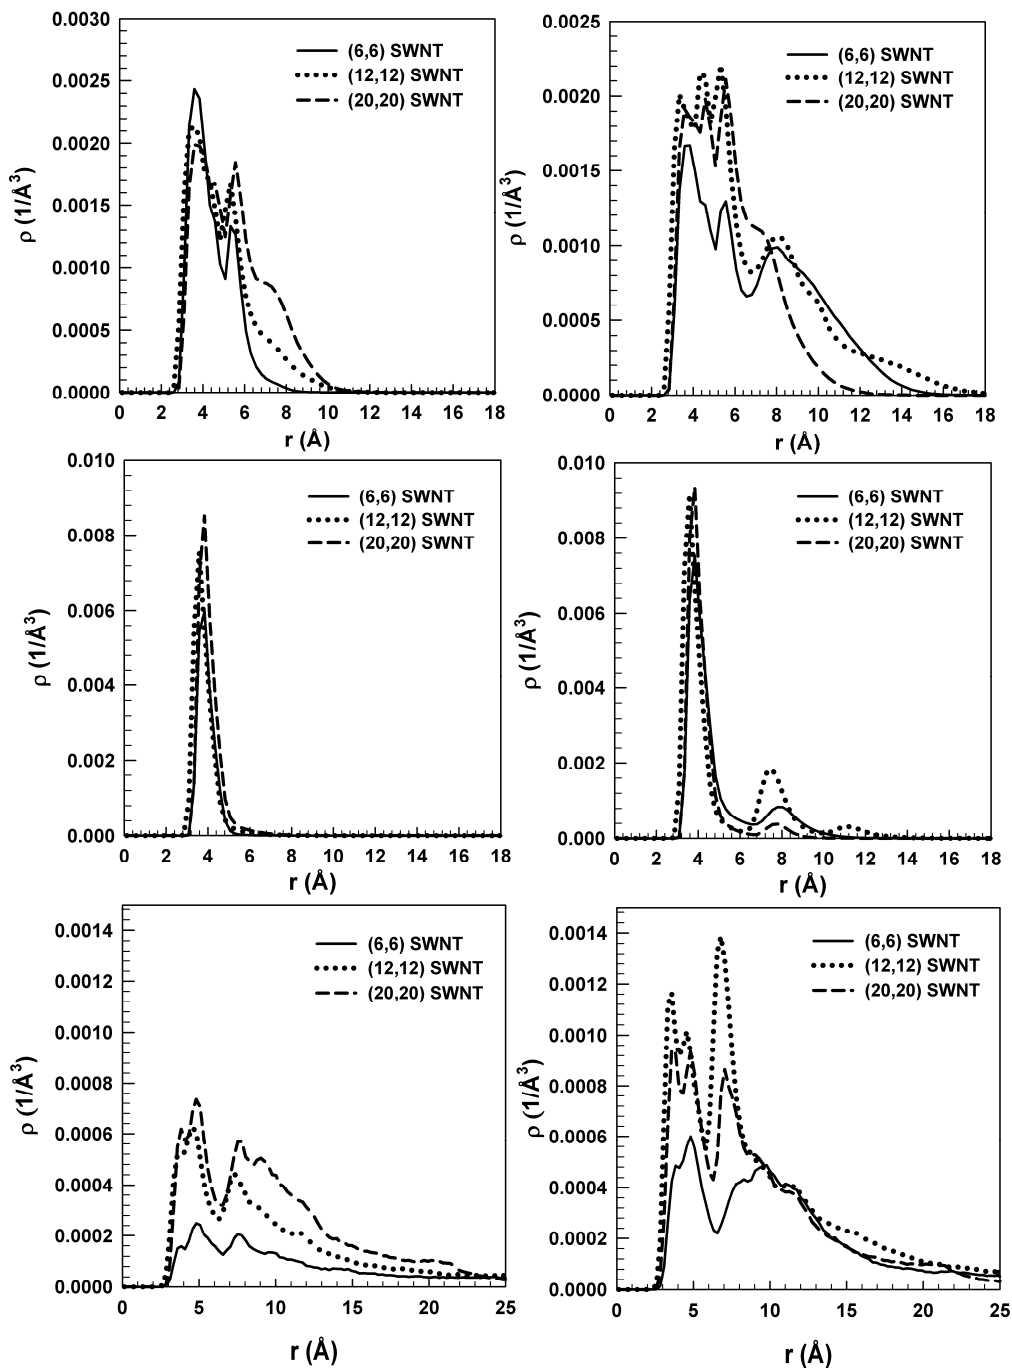 0.0030
0.0025
0.0020
0.0015
0.0010
0.0005
0.0000
ρ (1/Å³)
(6,6) SWNT
(12,12) SWNT
(20,20) SWNT
0 2 4 6 8 10 12 14 16 18
r (Å)
0.0025
0.0020
0.0015
0.0010
0.0005
0.0000
ρ (1/Å³)
(6,6) SWNT
(12,12) SWNT
(20,20) SWNT
0 2 4 6 8 10 12 14 16 18
r (Å)
0.010
0.008
0.006
0.004
0.002
0.000
ρ (1/Å³)
(6,6) SWNT
(12,12) SWNT
(20,20) SWNT
0 2 4 6 8 10 12 14 16 18
r (Å)
0.010
0.008
0.006
0.004
0.002
0.000
ρ (1/Å³)
(6,6) SWNT
(12,12) SWNT
(20,20) SWNT
0 2 4 6 8 10 12 14 16 18
r (Å)
0.0014
0.0012
0.0010
0.0008
0.0006
0.0004
0.0002
0.0000
ρ (1/Å³)
(6,6) SWNT
(12,12) SWNT
(20,20) SWNT
0 5 10 15 20 25
r (Å)
0.0014
0.0012
0.0010
0.0008
0.0006
0.0004
0.0002
0.0000
ρ (1/Å³)
(6,6) SWNT
(12,12) SWNT
(20,20) SWNT
0 5 10 15 20 25
r (Å)